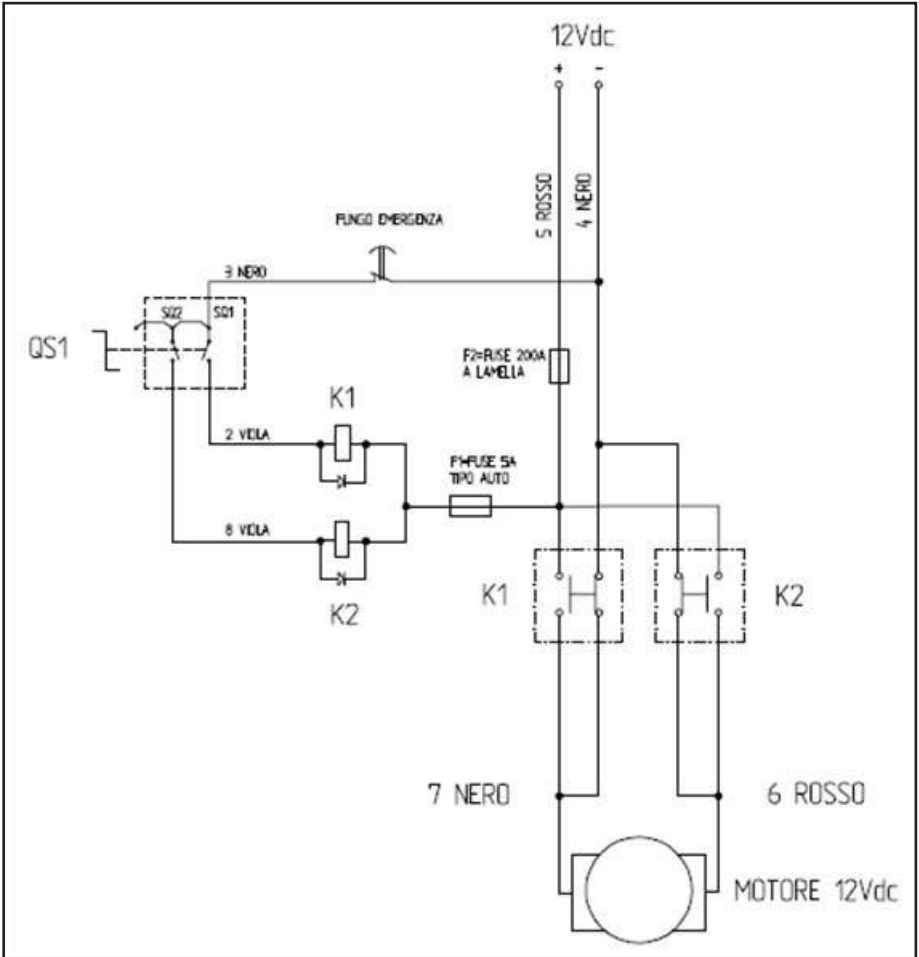 12Vdc
+ -
5 ROSSO
4 NERO
FUNGO EMERGENZA
3 NERO
SQ2 SQ1
QS1
F2=FUSE 200A
A LAMELLA
K1
2 VIOLA
F1=FUSE 5A
TIPO AUTO
8 VIOLA
K2
K1
K2
7 NERO
6 ROSSO
MOTORE 12Vdc